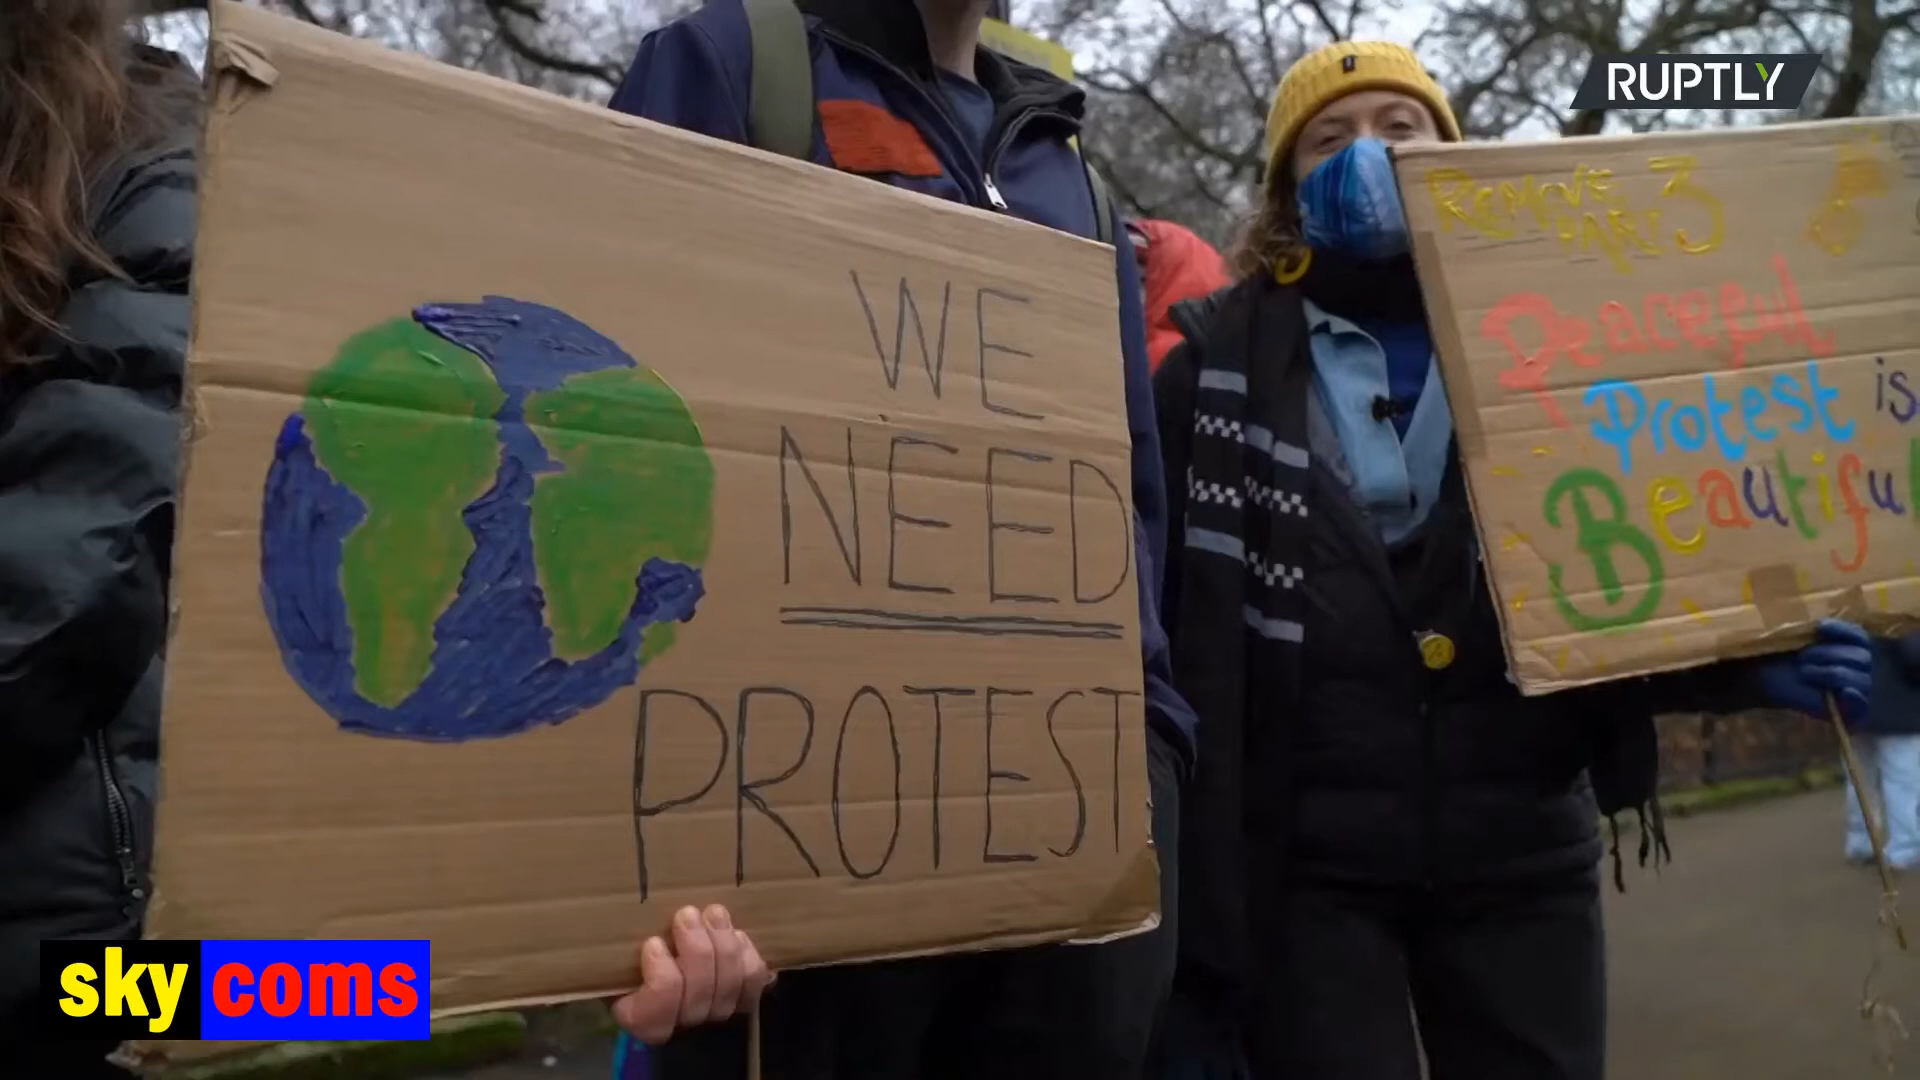 RUPTLY
WE
NEED
PROTEST
REMOVE
PART 3
Peaceful
Protest is
Beautiful
sky coms